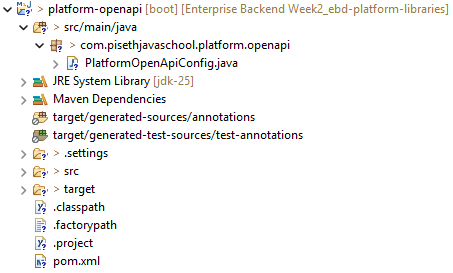 > platform-openapi [boot] [Enterprise Backend Week2_ebd-platform-libraries]
> src/main/java
> com.pisethjavaschool.platform.openapi
> PlatformOpenApiConfig.java
JRE System Library [jdk-25]
Maven Dependencies
target/generated-sources/annotations
target/generated-test-sources/test-annotations
> .settings
> src
> target
.classpath
.factorypath
.project
pom.xml